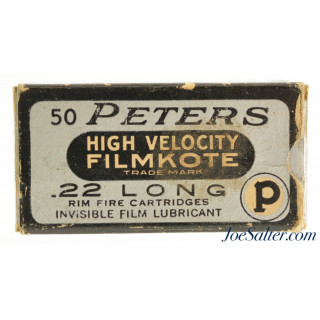 50 PETERS
HIGH VELOCITY
FILMKOTE
TRADE MARK
.22 LONG
RIM FIRE CARTRIDGES
INVISIBLE FILM LUBRICANT
P
JoeSalter.com